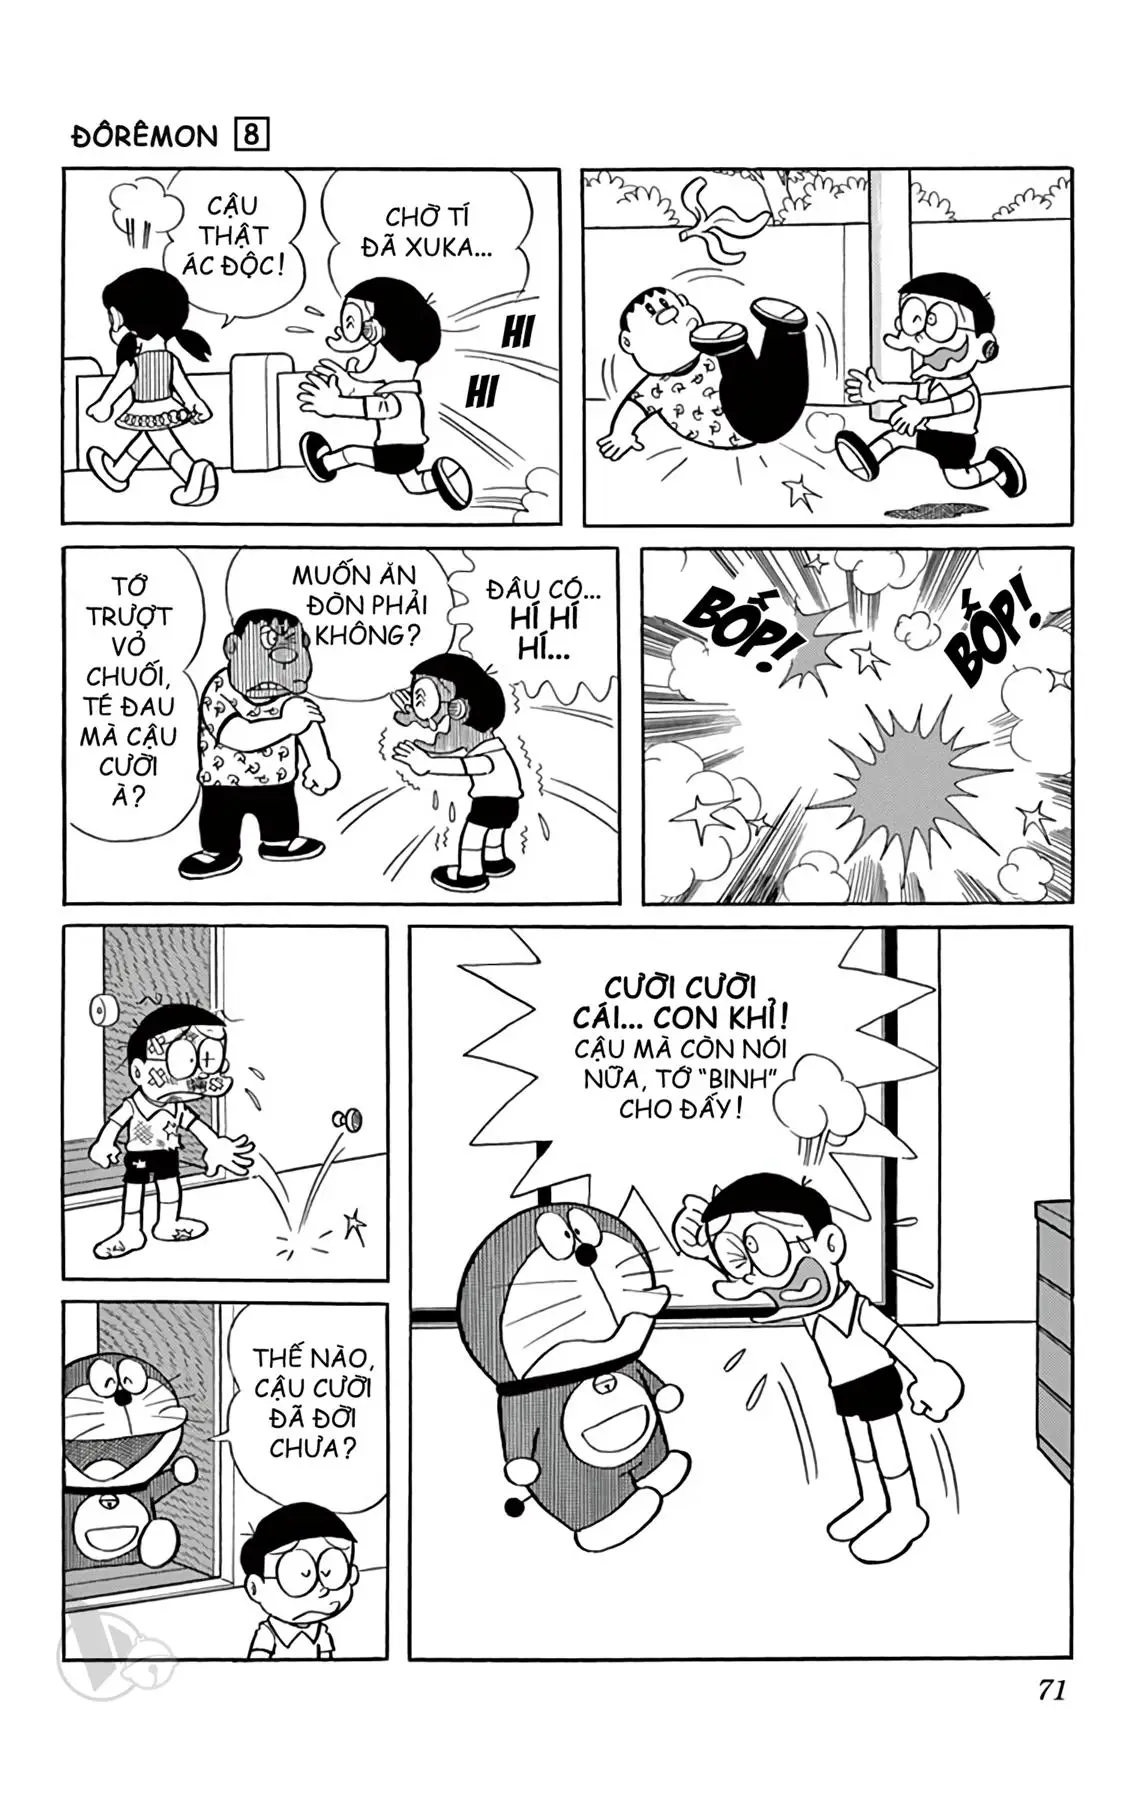 ĐÔRÊMON 8
CẬU
THẬT
ÁC ĐỘC!
CHỜ TÍ
ĐÃ XUKA...
HI
HI
TỚ
TRƯỢT
VỎ
CHUỐI,
TÉ ĐAU
MÀ CẬU
CƯỜI
À?
MUỐN ĂN
ĐÒN PHẢI
KHÔNG?
ĐÂU CÓ...
HÍ HÍ
HÍ...
BỐP!
BỐP!
THẾ NÀO,
CẬU CƯỜI
ĐÃ ĐỜI
CHƯA?
CƯỜI CƯỜI
CÁI... CON KHỈ!
CẬU MÀ CÒN NÓI
NỮA, TỚ “BINH”
CHO ĐẤY!
71